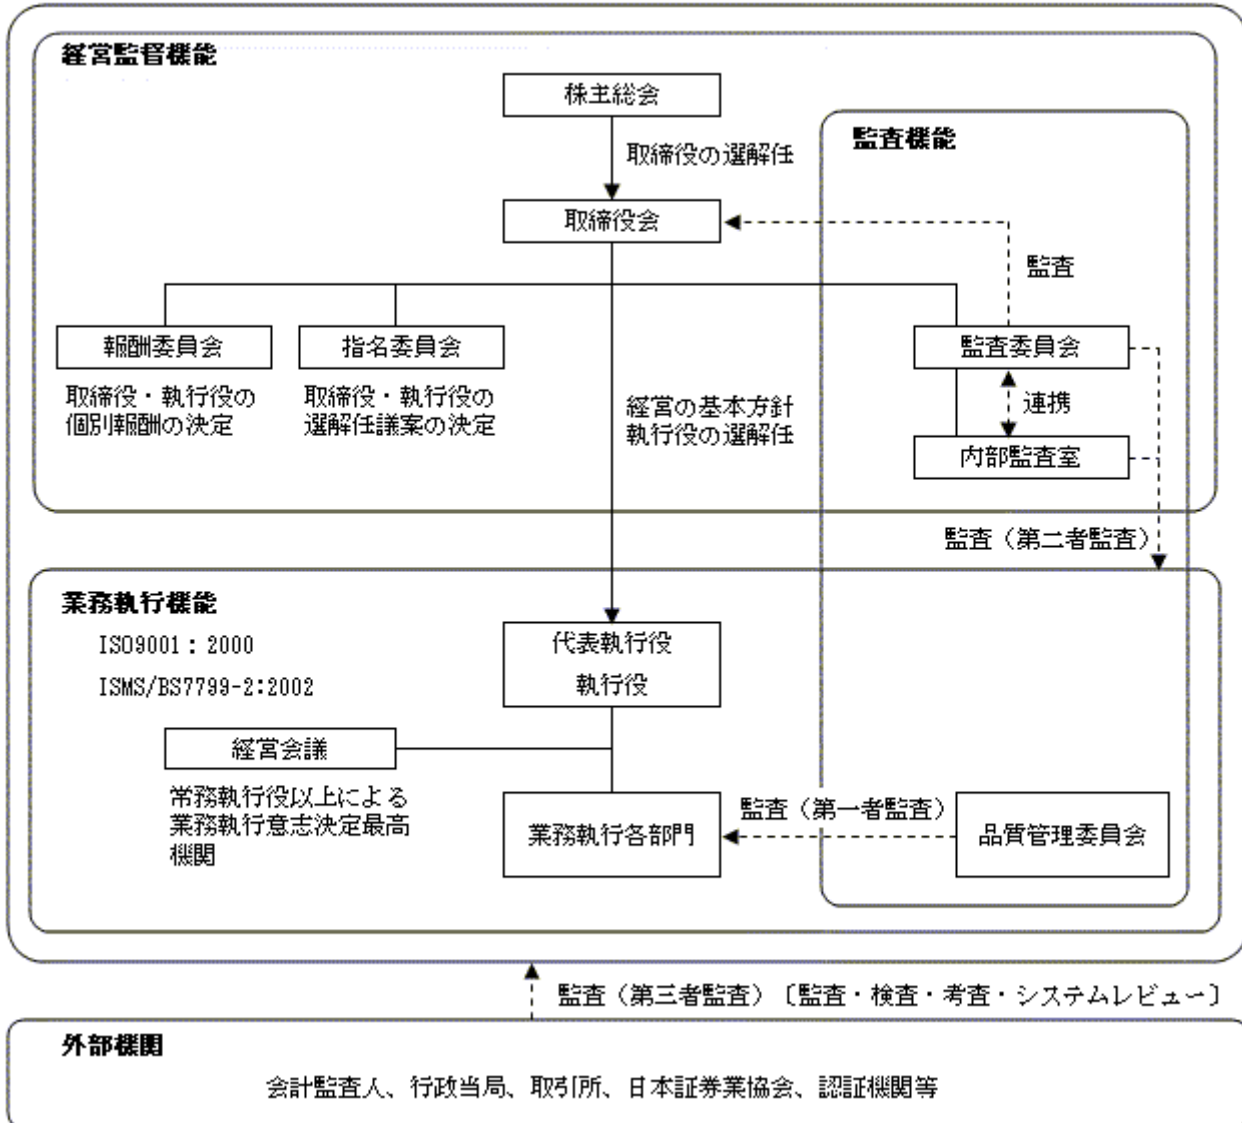 経営監督機能
株主総会
取締役の選解任
監査機能
取締役会
監査
報酬委員会
指名委員会
監査委員会
取締役・執行役の
個別報酬の決定
取締役・執行役の
選解任議案の決定
経営の基本方針
執行役の選解任
連携
内部監査室
監査（第二者監査）
業務執行機能
ISO9001：2000
ISMS/BS7799-2:2002
代表執行役
執行役
経営会議
常務執行役以上による
業務執行意志決定最高
機関
業務執行各部門
監査（第一者監査）
品質管理委員会
監査（第三者監査）〔監査・検査・考査・システムレビュー〕
外部機関
会計監査人、行政当局、取引所、日本証券業協会、認証機関等